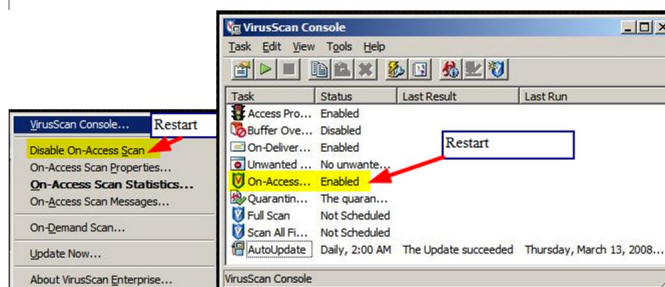 VirusScan Console... Restart
Disable On-Access Scan
On-Access Scan Properties...
On-Access Scan Statistics...
On-Access Scan Messages...
On-Demand Scan...
Update Now...
About VirusScan Enterprise...
VirusScan Console
Task Edit View Tools Help
Task Status Last Result Last Run
Access Pro... Enabled
Buffer Ove... Disabled
On-Deliver... Enabled
Restart
Unwanted ... No unwante...
On-Access... Enabled
Quarantin... The quaran...
Full Scan Not Scheduled
Scan All Fi... Not Scheduled
AutoUpdate Daily, 2:00 AM The Update succeeded Thursday, March 13, 2008...
VirusScan Console